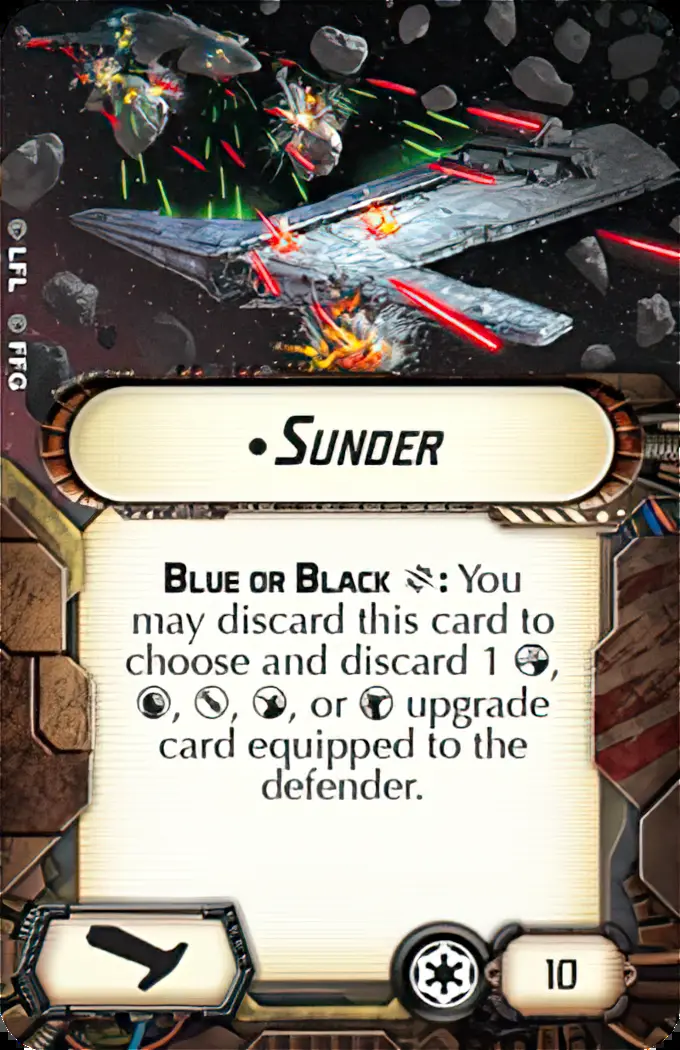 LFL FFG
• SUNDER
BLUE OR BLACK : You
may discard this card to
choose and discard 1 ,
, , , or upgrade
card equipped to the
defender.
10